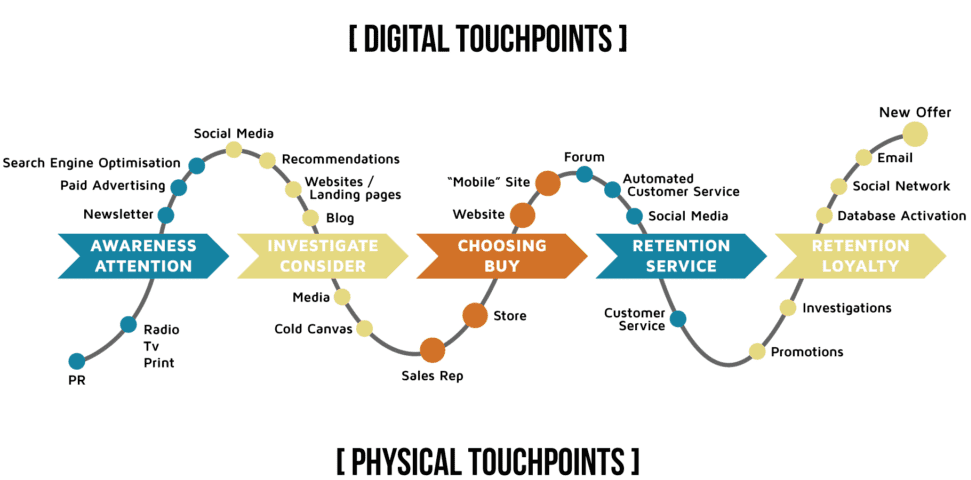 [ DIGITAL TOUCHPOINTS ]
New Offer
Social Media
Search Engine Optimisation
Recommendations
Forum
Email
Paid Advertising
Websites /
Landing pages
"Mobile" Site
Automated
Customer Service
Social Network
Newsletter
Blog
Website
Social Media
Database Activation
AWARENESS
ATTENTION
INVESTIGATE
CONSIDER
CHOOSING
BUY
RETENTION
SERVICE
RETENTION
LOYALTY
Media
Cold Canvas
Store
Customer
Service
Investigations
Radio
Tv
Print
PR
Sales Rep
Promotions
[ PHYSICAL TOUCHPOINTS ]